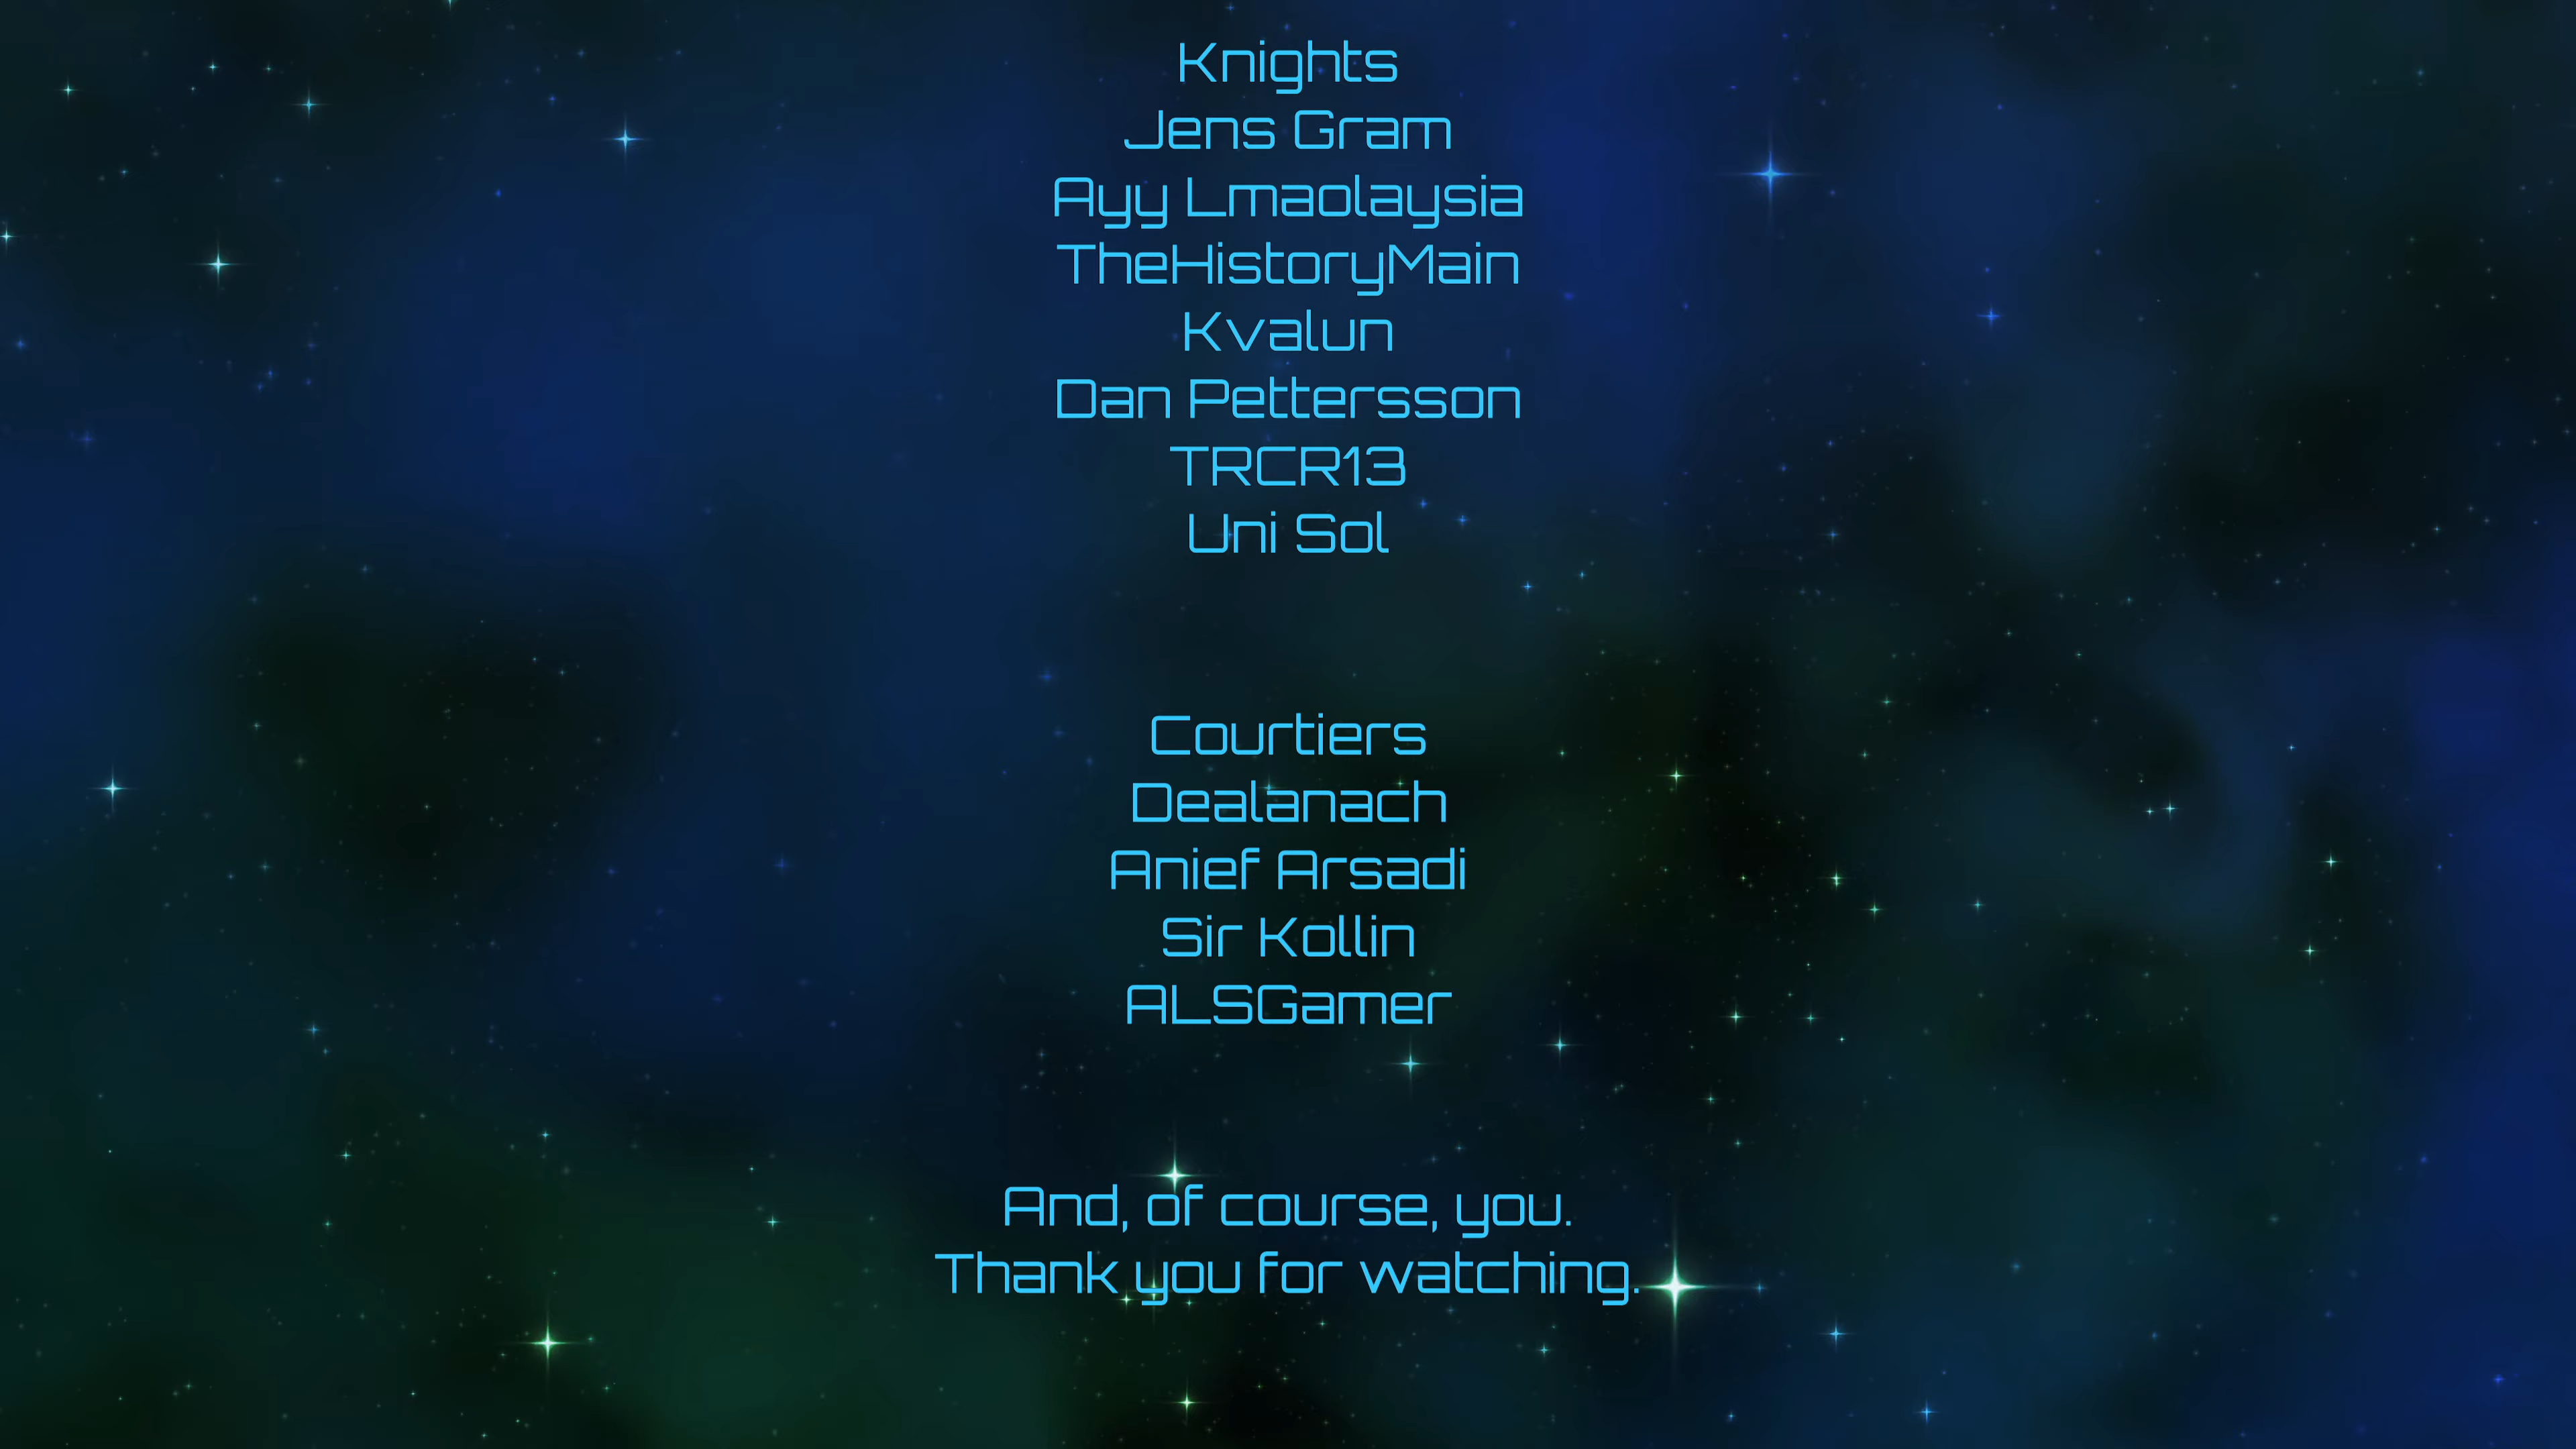 Knights
Jens Gram
Ayy Lmaolaysia
TheHistoryMain
Kvalun
Dan Pettersson
TRCR13
Uni Sol
Courtiers
Dealanach
Anief Arsadi
Sir Kollin
ALSGamer
And, of course, you.
Thank you for watching.